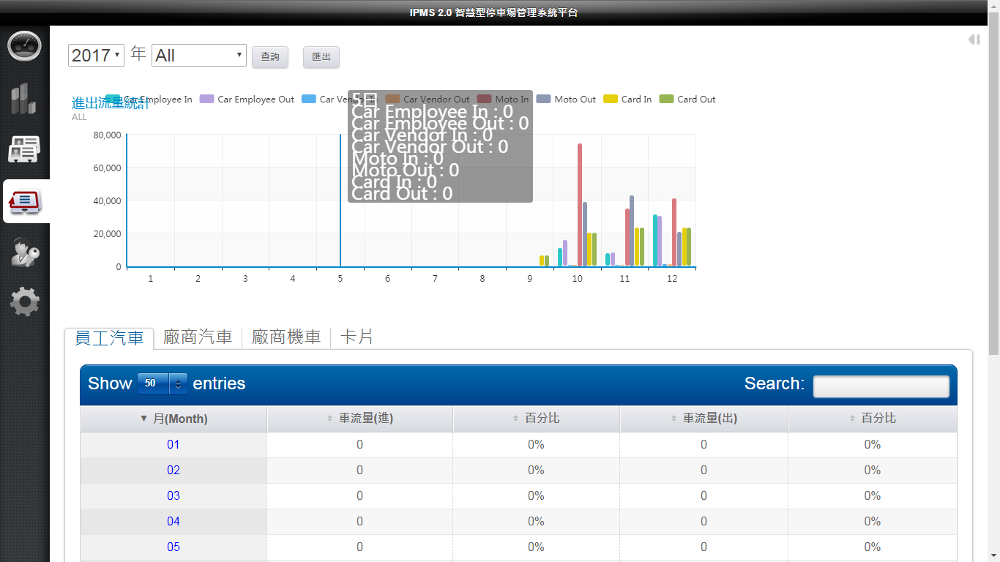 IPMS 2.0 智慧型停車場管理系統平台
2017 年 All 查詢 匯出
進出流量統計
ALL
Car Employee In Car Employee Out Car Vendor In Car Vendor Out Moto In Moto Out Card In Card Out
5日
Car Employee In : 0
Car Employee Out : 0
Car Vendor In : 0
Car Vendor Out : 0
Moto In : 0
Moto Out : 0
Card In : 0
Card Out : 0
80,000
60,000
40,000
20,000
0
1 2 3 4 5 6 7 8 9 10 11 12
員工汽車 廠商汽車 廠商機車 卡片
Show 50 entries Search:
月(Month) 車流量(進) 百分比 車流量(出) 百分比
01 0 0% 0 0%
02 0 0% 0 0%
03 0 0% 0 0%
04 0 0% 0 0%
05 0 0% 0 0%